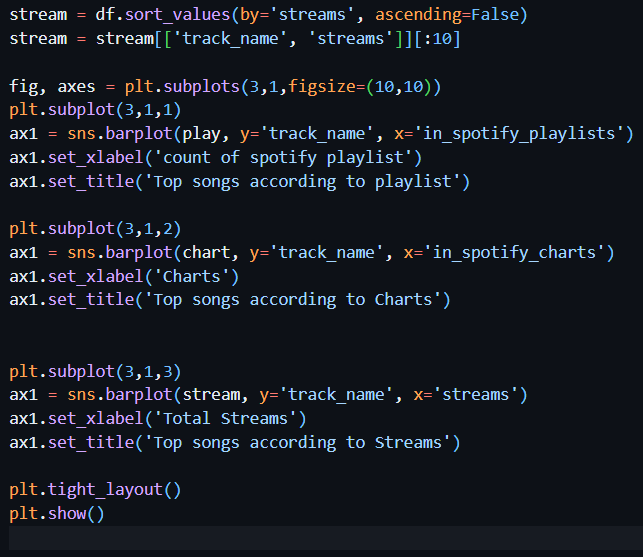 stream = df.sort_values(by='streams', ascending=False)
stream = stream[['track_name', 'streams']][:10]
fig, axes = plt.subplots(3,1,figsize=(10,10))
plt.subplot(3,1,1)
ax1 = sns.barplot(play, y='track_name', x='in_spotify_playlists')
ax1.set_xlabel('count of spotify playlist')
ax1.set_title('Top songs according to playlist')
plt.subplot(3,1,2)
ax1 = sns.barplot(chart, y='track_name', x='in_spotify_charts')
ax1.set_xlabel('Charts')
ax1.set_title('Top songs according to Charts')
plt.subplot(3,1,3)
ax1 = sns.barplot(stream, y='track_name', x='streams')
ax1.set_xlabel('Total Streams')
ax1.set_title('Top songs according to Streams')
plt.tight_layout()
plt.show()